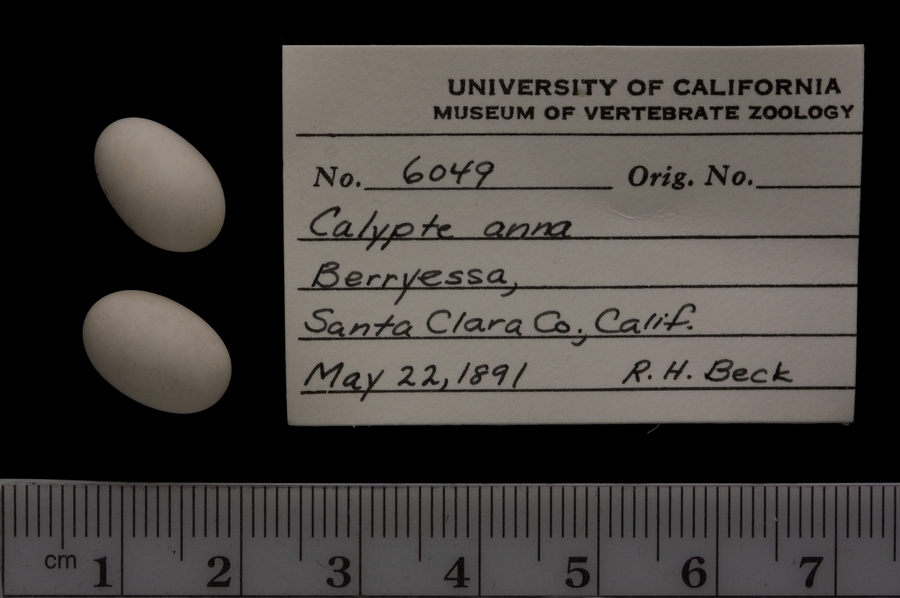 UNIVERSITY OF CALIFORNIA
MUSEUM OF VERTEBRATE ZOOLOGY
No. 6049 Orig. No.
Calypte anna
Berryessa,
Santa Clara Co., Calif.
May 22, 1891 R. H. Beck
cm 1 2 3 4 5 6 7